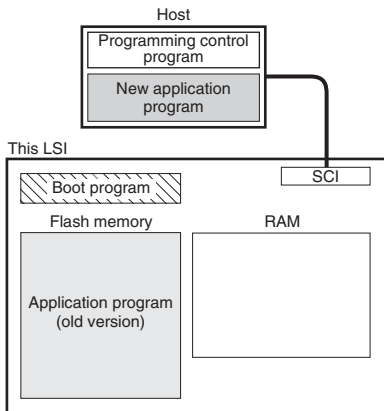 Host
Programming control
program
New application
program
This LSI
SCI
Boot program
Flash memory
RAM
Application program
(old version)